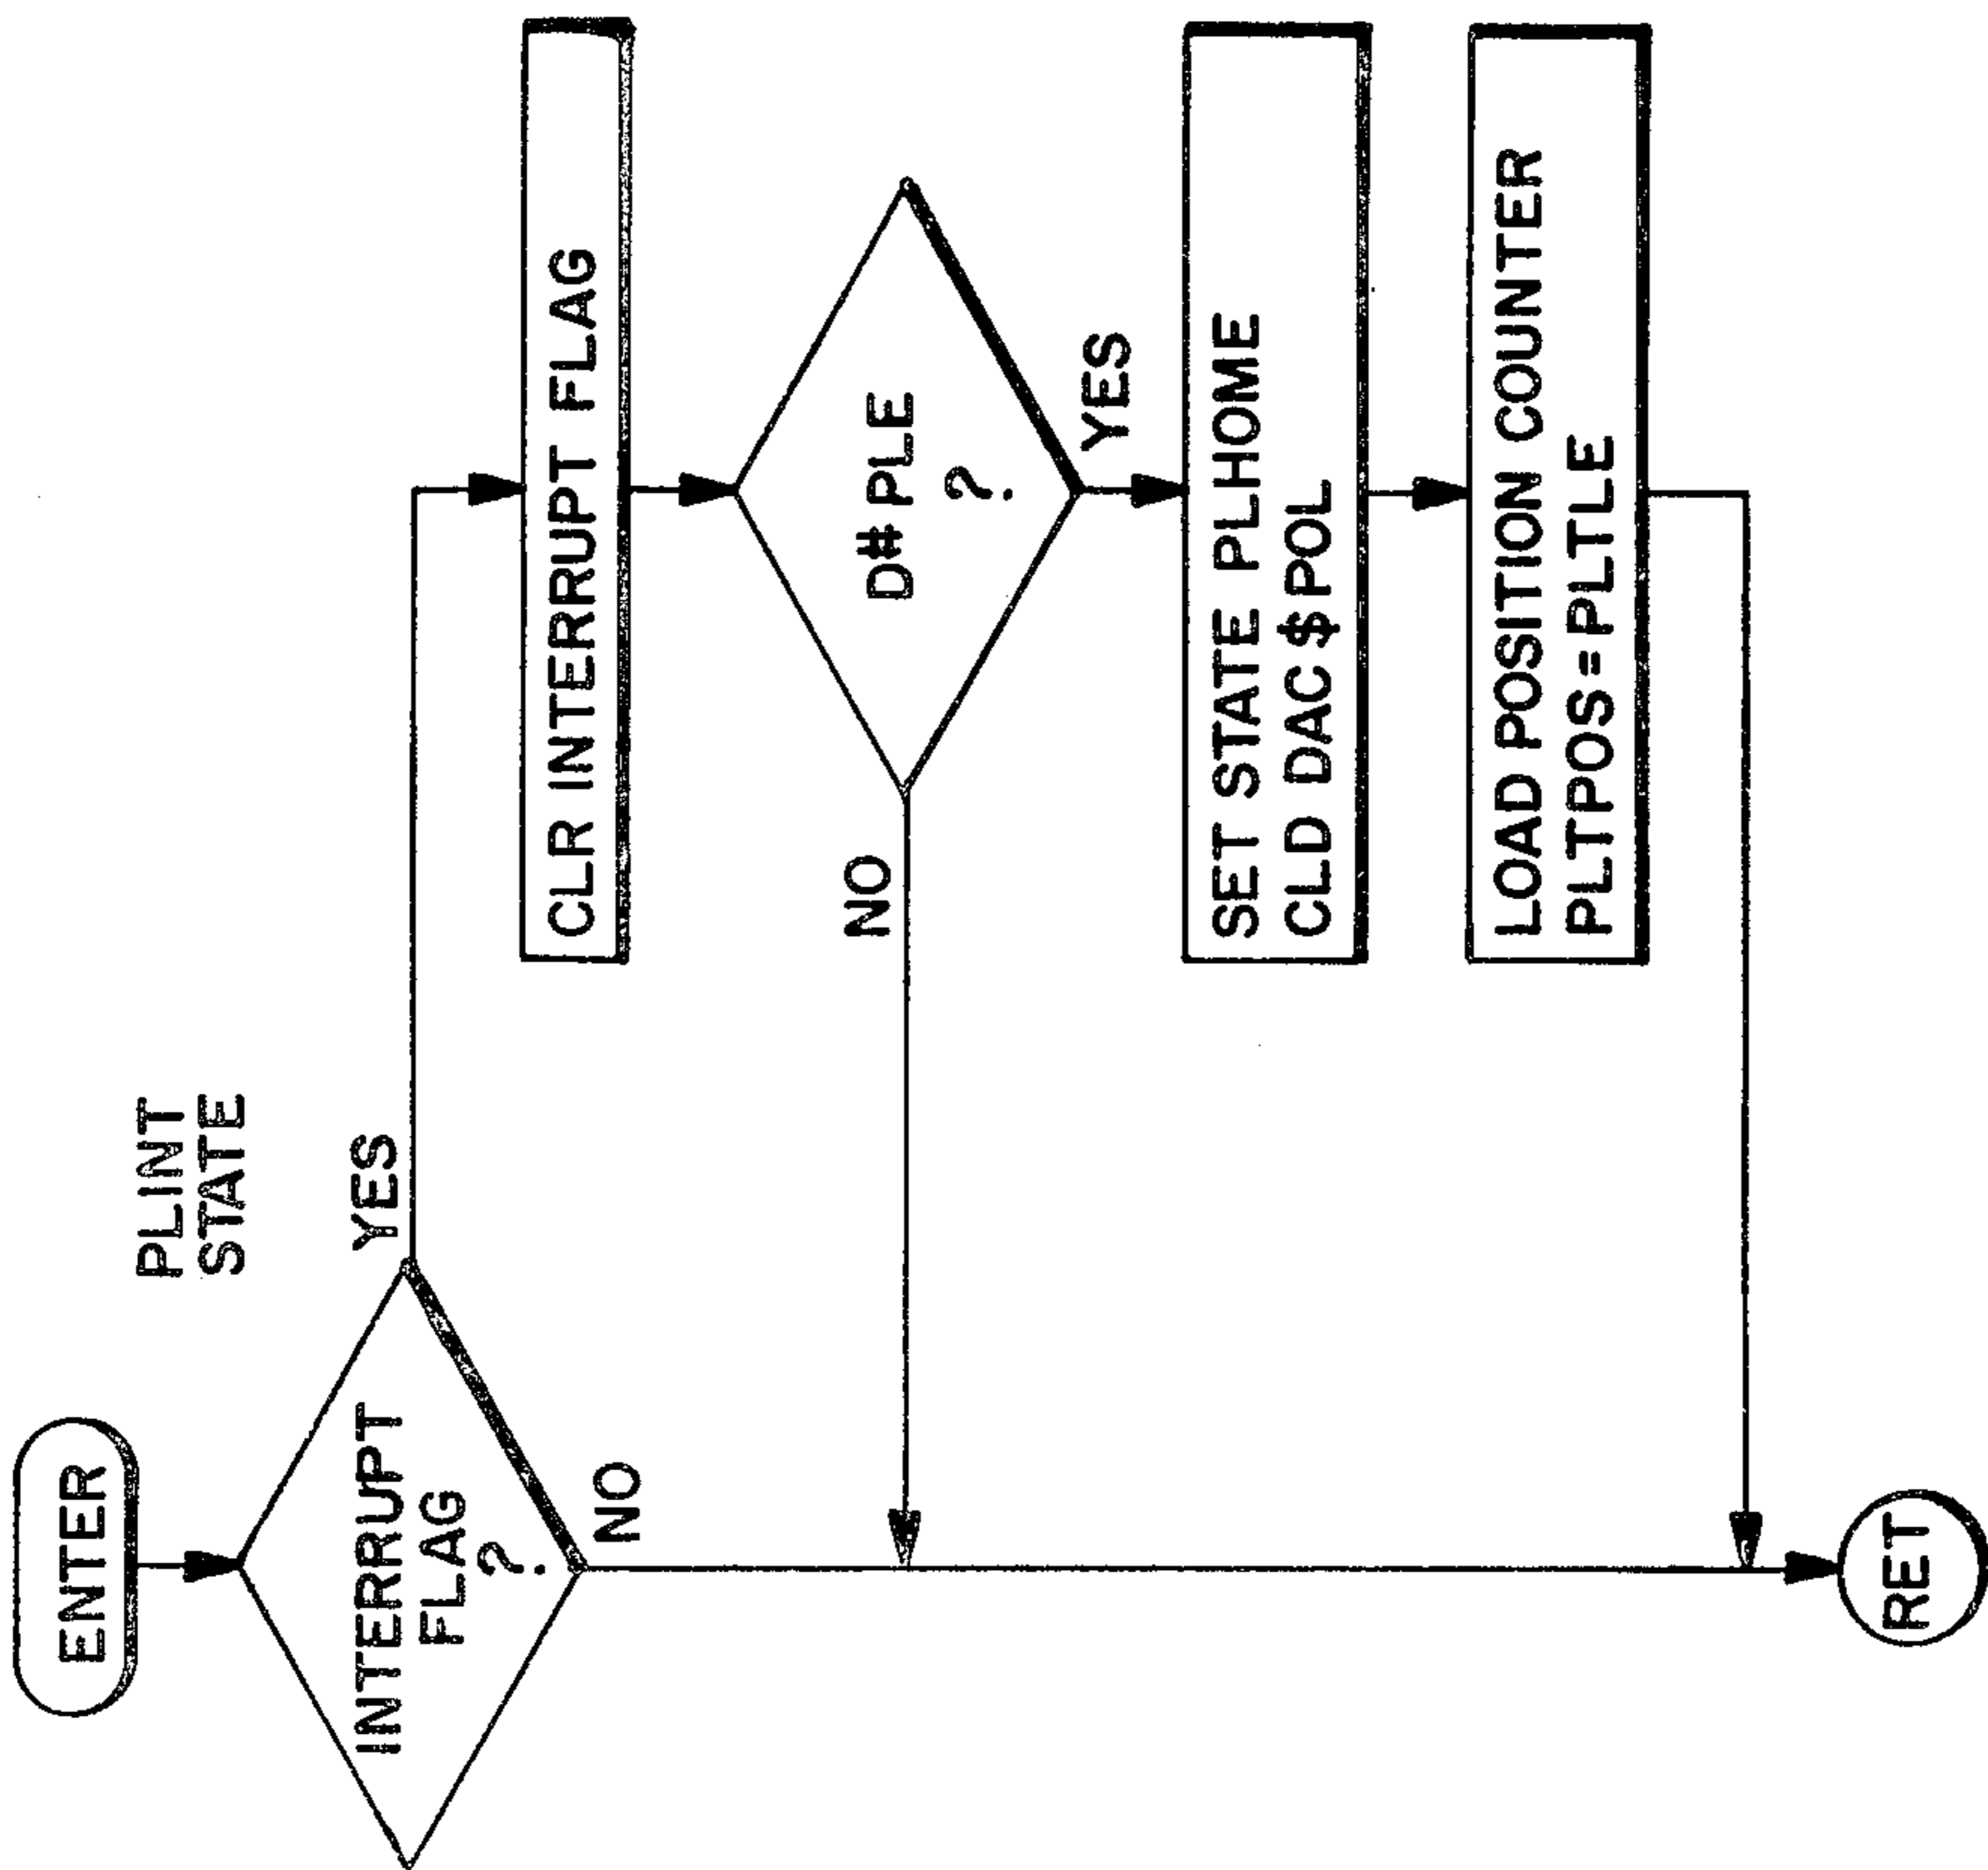 PLINT
STATE
ENTER
INTERRUPT
FLAG
?
YES
NO
CLR INTERRUPT FLAG
D# PLE
?
NO
YES
SET STATE PLHOME
CLD DAC $ POL
LOAD POSITION COUNTER
PLTPOS=PLTLE
RET